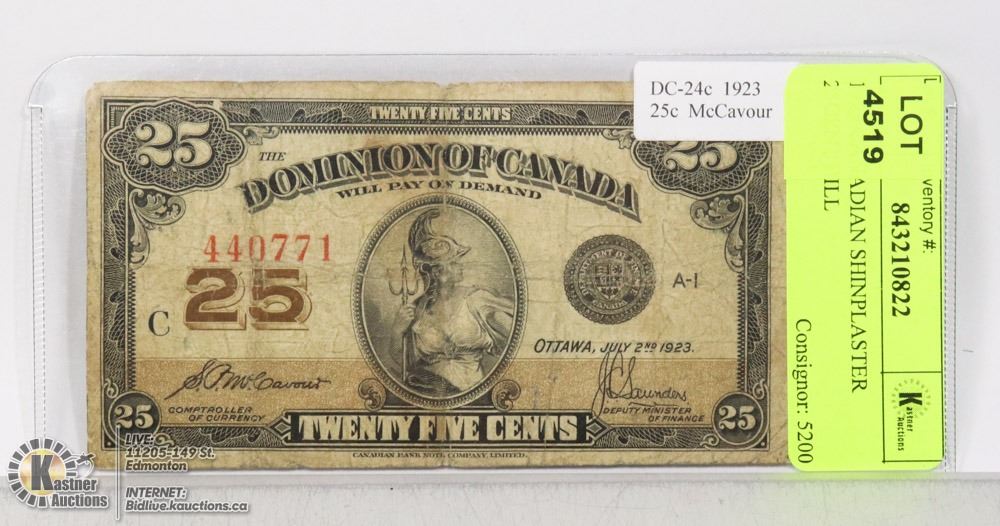 DC-24c 1923
25c McCavour
TWENTY FIVE CENTS
25
25
THE
DOMINION OF CANADA
WILL PAY ON DEMAND
440771
25
C
A-1
OTTAWA, JULY 2ND 1923.
COMPTROLLER
OF CURRENCY
DEPUTY MINISTER
OF FINANCE
25
TWENTY FIVE CENTS
25
CANADIAN BANK NOTE COMPANY, LIMITED.
LOT
4519
ventory #:
843210822
ADIAN SHINPLASTER
ILL
Consignor: 5200
Kastner
Auctions
Kastner
Auctions
LIVE:
11205-149 St.
Edmonton
INTERNET:
Bidlive.kauctions.ca